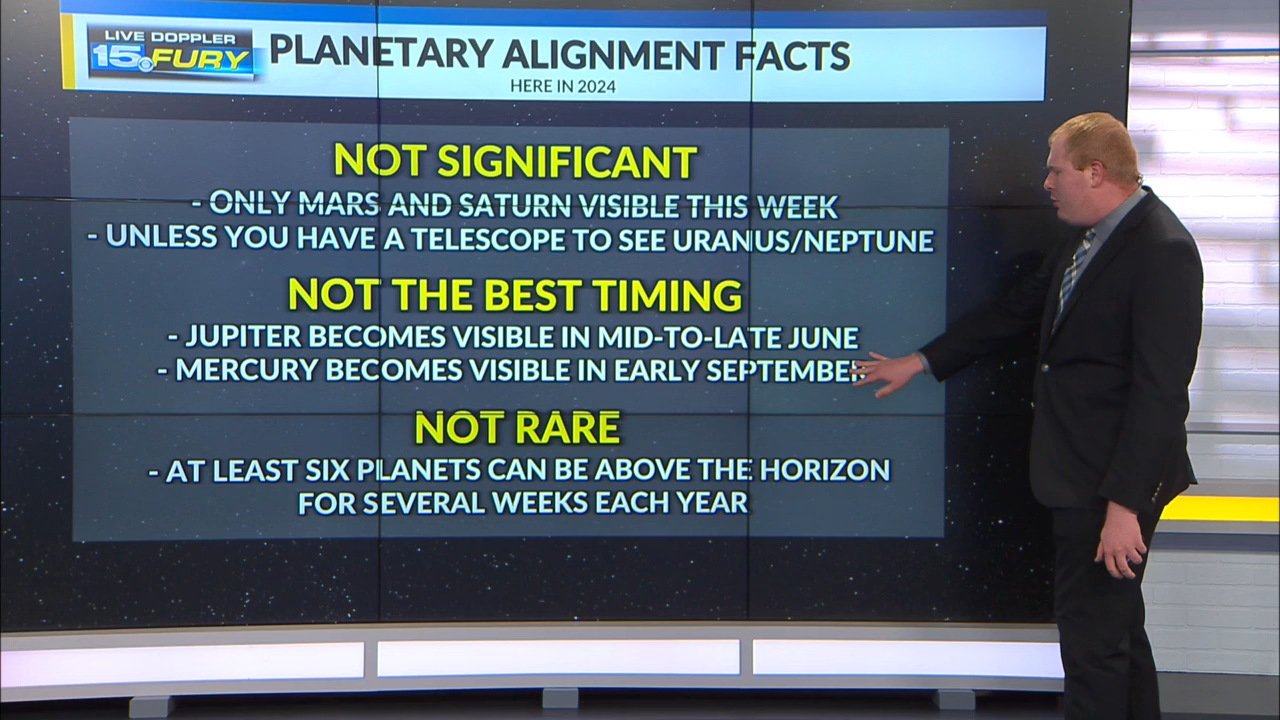 LIVE DOPPLER
15 FURY
PLANETARY ALIGNMENT FACTS
HERE IN 2024
NOT SIGNIFICANT
- ONLY MARS AND SATURN VISIBLE THIS WEEK
- UNLESS YOU HAVE A TELESCOPE TO SEE URANUS/NEPTUNE
NOT THE BEST TIMING
- JUPITER BECOMES VISIBLE IN MID-TO-LATE JUNE
- MERCURY BECOMES VISIBLE IN EARLY SEPTEMBER
NOT RARE
- AT LEAST SIX PLANETS CAN BE ABOVE THE HORIZON
FOR SEVERAL WEEKS EACH YEAR